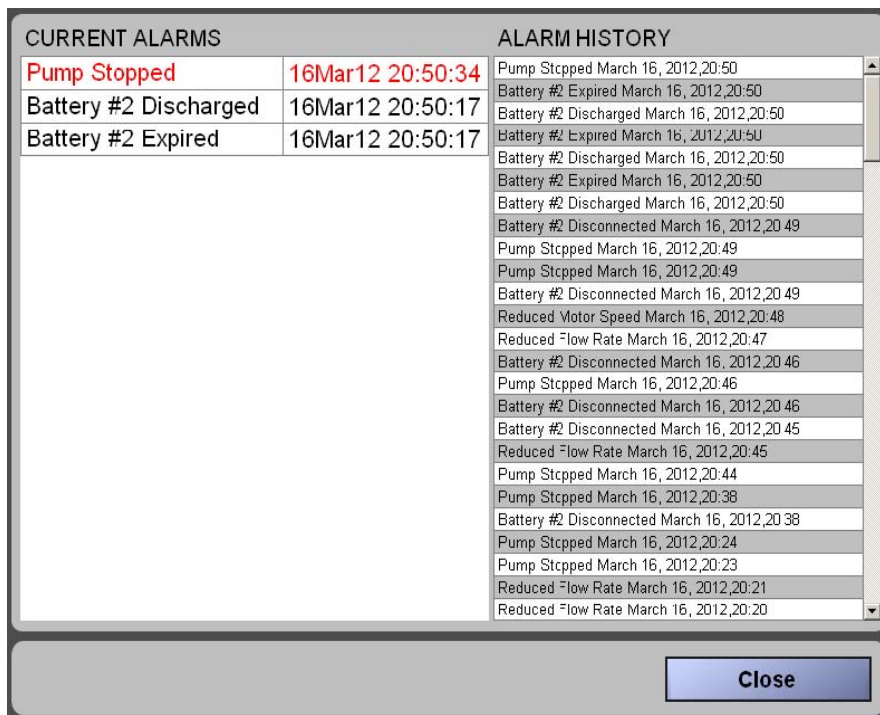 CURRENT ALARMS
Pump Stopped 16Mar12 20:50:34
Battery #2 Discharged 16Mar12 20:50:17
Battery #2 Expired 16Mar12 20:50:17
ALARM HISTORY
Pump Stopped March 16, 2012,20:50
Battery #2 Expired March 16, 2012,20:50
Battery #2 Discharged March 16, 2012,20:50
Battery #2 Expired March 16, 2012,20:50
Battery #2 Discharged March 16, 2012,20:50
Battery #2 Expired March 16, 2012,20:50
Battery #2 Discharged March 16, 2012,20:50
Battery #2 Disconnected March 16, 2012,20:49
Pump Stopped March 16, 2012,20:49
Pump Stopped March 16, 2012,20:49
Battery #2 Disconnected March 16, 2012,20:49
Reduced Motor Speed March 16, 2012,20:48
Reduced Flow Rate March 16, 2012,20:47
Battery #2 Disconnected March 16, 2012,20:46
Pump Stopped March 16, 2012,20:46
Battery #2 Disconnected March 16, 2012,20:46
Battery #2 Disconnected March 16, 2012,20:45
Reduced Flow Rate March 16, 2012,20:45
Pump Stopped March 16, 2012,20:44
Pump Stopped March 16, 2012,20:38
Battery #2 Disconnected March 16, 2012,20:38
Pump Stopped March 16, 2012,20:24
Pump Stopped March 16, 2012,20:23
Reduced Flow Rate March 16, 2012,20:21
Reduced Flow Rate March 16, 2012,20:20
Close